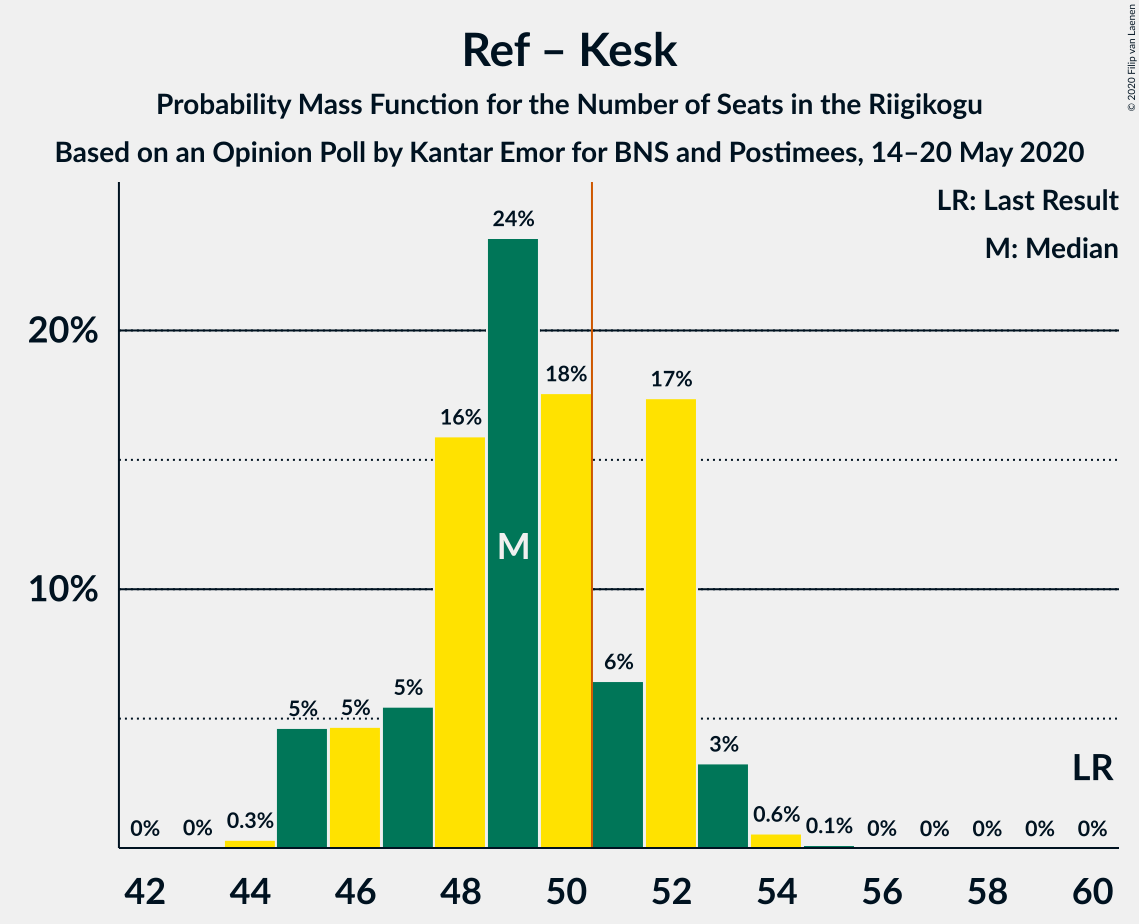 Ref – Kesk
Probability Mass Function for the Number of Seats in the Riigikogu
Based on an Opinion Poll by Kantar Emor for BNS and Postimees, 14–20 May 2020
© 2020 Filip van Laenen
LR: Last Result
M: Median
20%
10%
0% 0% 0.3% 5% 5% 5% 16% 24% 18% 6% 17% 3% 0.6% 0.1% 0% 0% 0% 0% 0%
M
LR
42 44 46 48 50 52 54 56 58 60